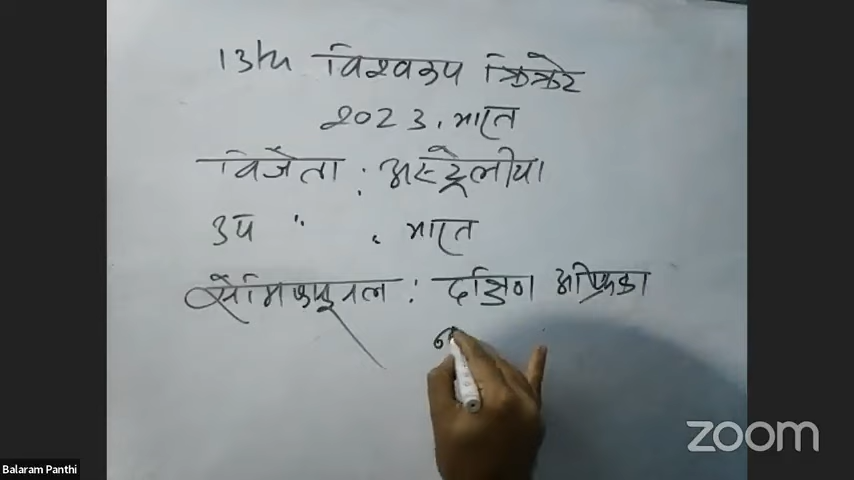 13th विश्वकप क्रिकेट
2023, भारत
विजेता : अस्ट्रेलीया
उप " , भारत
सेमिफाइनल : दक्षिण अफ्रिका
zoom
Balaram Panthi